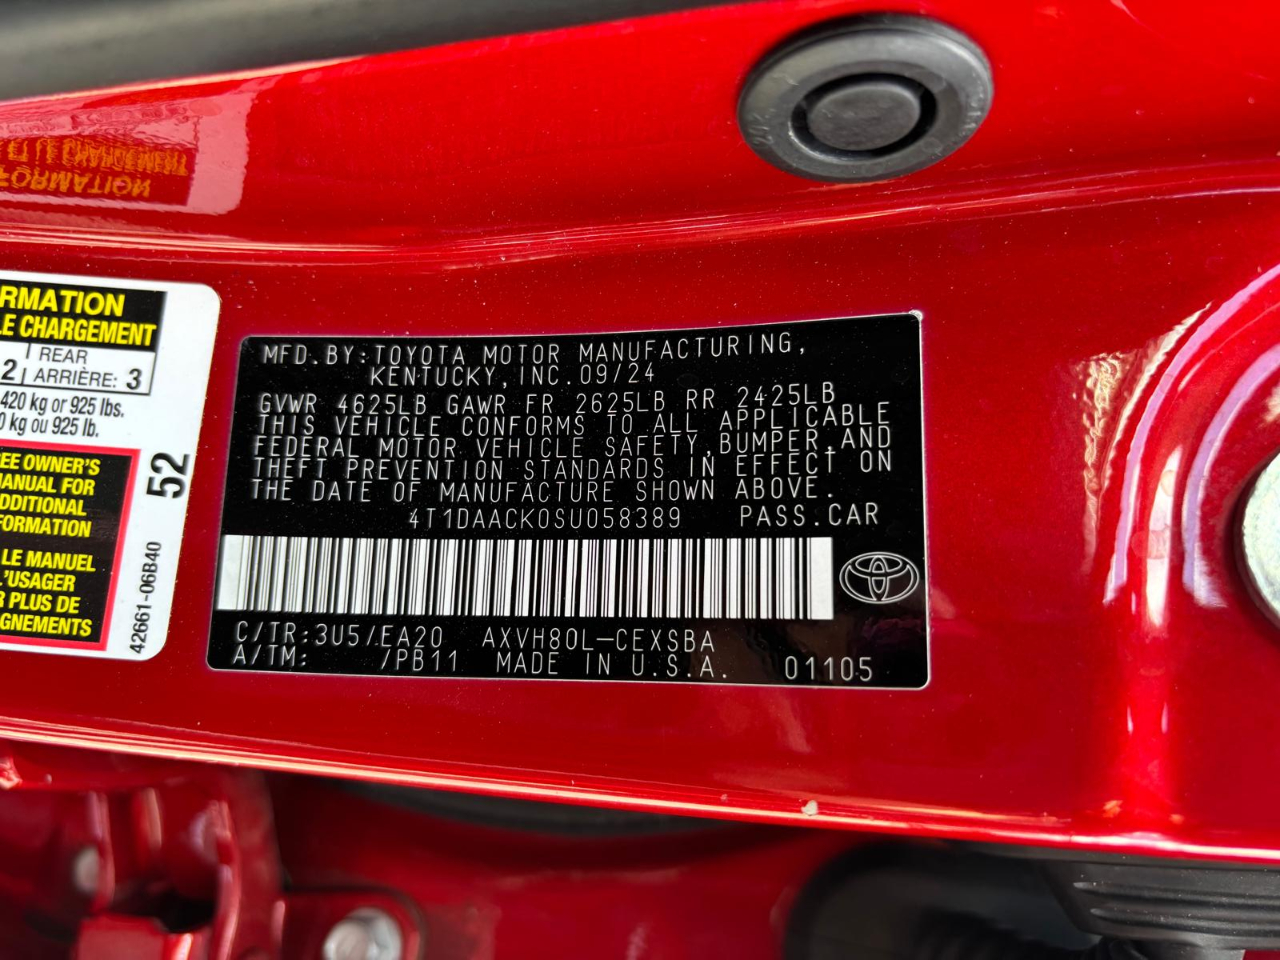 RMATION
LE CHARGEMENT
2 REAR
ARRIÈRE: 3
420 kg or 925 lbs.
0 kg ou 925 lb.
EE OWNER'S
MANUAL FOR
DDITIONAL
FORMATION
LE MANUEL
L'USAGER
R PLUS DE
GNEMENTS
52
42661-06B40
MFD.BY:TOYOTA MOTOR MANUFACTURING,
KENTUCKY,INC.09/24
GVWR 4625LB GAWR FR 2625LB RR 2425LB
THIS VEHICLE CONFORMS TO ALL APPLICABLE
FEDERAL MOTOR VEHICLE SAFETY,BUMPER,AND
THEFT PREVENTION STANDARDS IN EFFECT ON
THE DATE OF MANUFACTURE SHOWN ABOVE.
4T1DAACK0SU058389 PASS.CAR
C/TR:3U5/EA20 AXVH80L-CEXSBA
A/TM: /PB11 MADE IN U.S.A. 01105